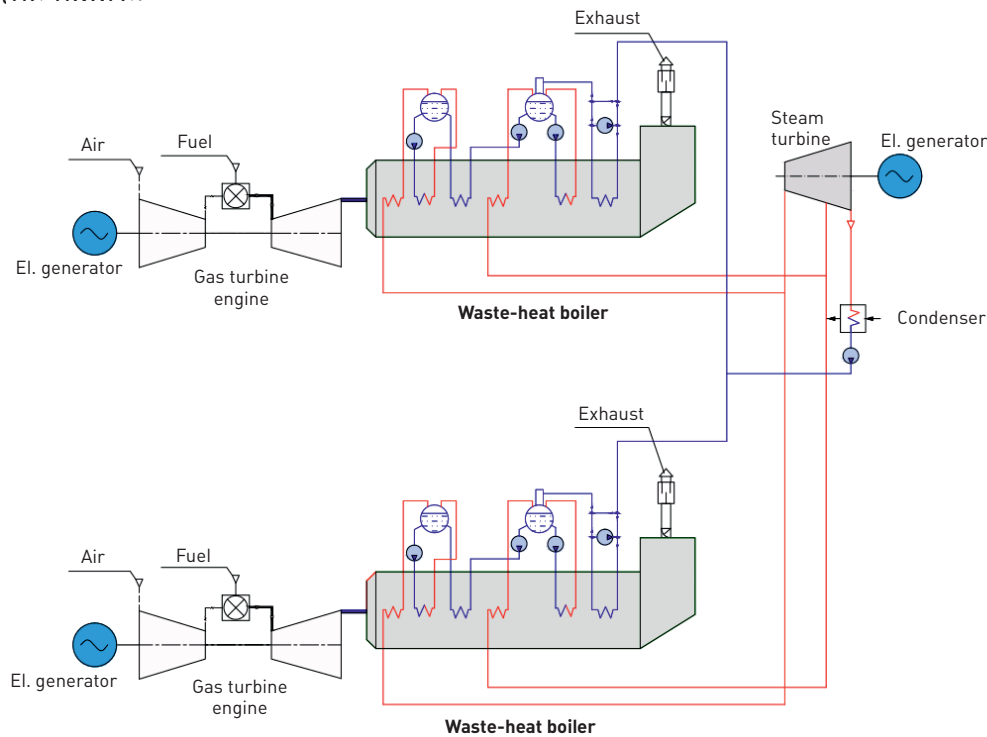 Exhaust
Steam
turbine
El. generator
Air
Fuel
El. generator
Gas turbine
engine
Waste-heat boiler
Condenser
Exhaust
Air
Fuel
El. generator
Gas turbine
engine
Waste-heat boiler